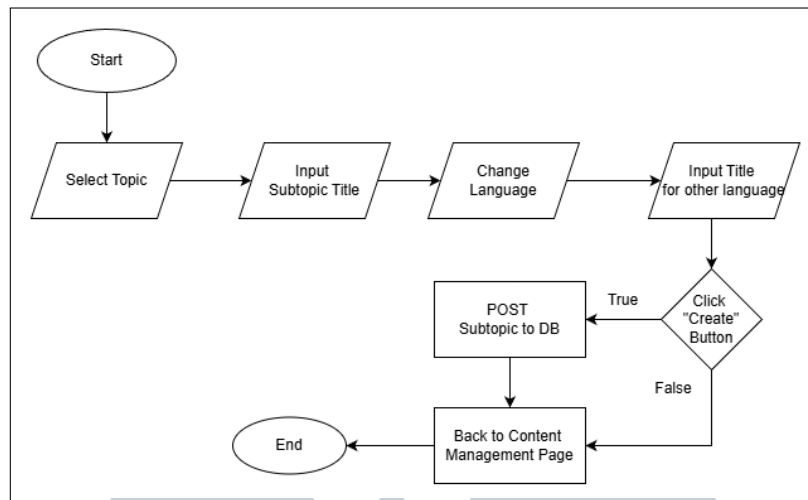 Start
Select Topic
Input
Subtopic Title
Change
Language
Input Title
for other language
Click
"Create"
Button
True
False
POST
Subtopic to DB
Back to Content
Management Page
End